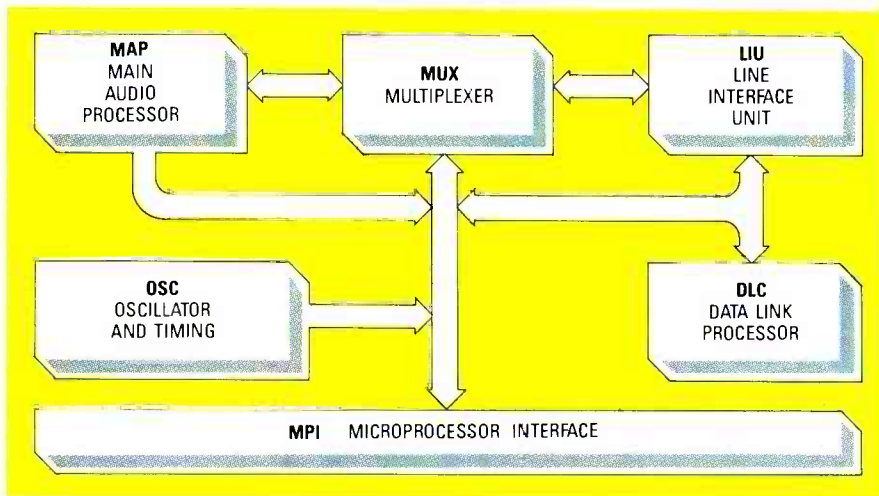 MAP
MAIN
AUDIO
PROCESSOR
MUX
MULTIPLEXER
LIU
LINE
INTERFACE
UNIT
OSC
OSCILLATOR
AND TIMING
DLC
DATA LINK
PROCESSOR
MPI MICROPROCESSOR INTERFACE